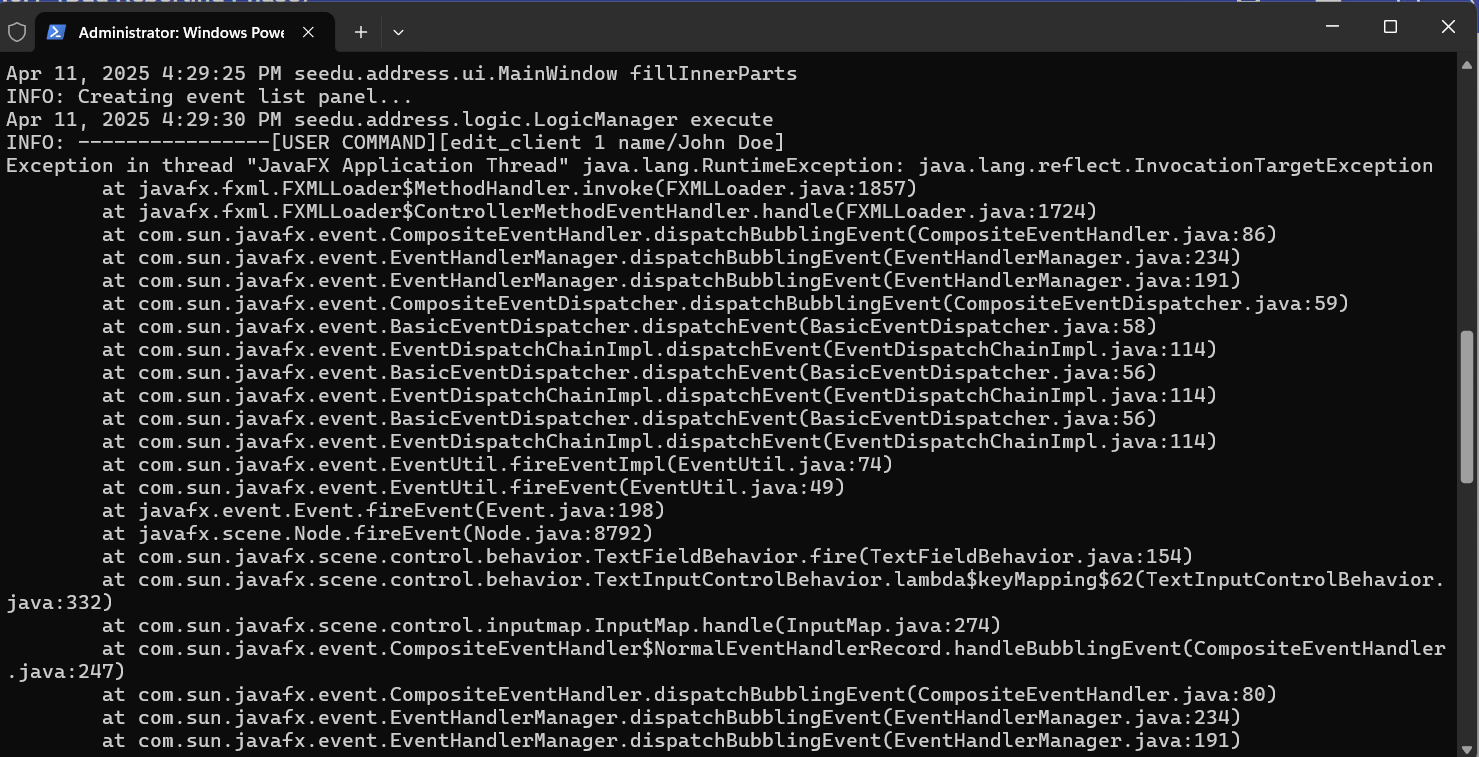 Administrator: Windows Powe
Apr 11, 2025 4:29:25 PM seedu.address.ui.MainWindow fillInnerParts
INFO: Creating event list panel...
Apr 11, 2025 4:29:30 PM seedu.address.logic.LogicManager execute
INFO: ----------------[USER COMMAND][edit_client 1 name/John Doe]
Exception in thread "JavaFX Application Thread" java.lang.RuntimeException: java.lang.reflect.InvocationTargetException
        at javafx.fxml.FXMLLoader$MethodHandler.invoke(FXMLLoader.java:1857)
        at javafx.fxml.FXMLLoader$ControllerMethodEventHandler.handle(FXMLLoader.java:1724)
        at com.sun.javafx.event.CompositeEventHandler.dispatchBubblingEvent(CompositeEventHandler.java:86)
        at com.sun.javafx.event.EventHandlerManager.dispatchBubblingEvent(EventHandlerManager.java:234)
        at com.sun.javafx.event.EventHandlerManager.dispatchBubblingEvent(EventHandlerManager.java:191)
        at com.sun.javafx.event.CompositeEventDispatcher.dispatchBubblingEvent(CompositeEventDispatcher.java:59)
        at com.sun.javafx.event.BasicEventDispatcher.dispatchEvent(BasicEventDispatcher.java:58)
        at com.sun.javafx.event.EventDispatchChainImpl.dispatchEvent(EventDispatchChainImpl.java:114)
        at com.sun.javafx.event.BasicEventDispatcher.dispatchEvent(BasicEventDispatcher.java:56)
        at com.sun.javafx.event.EventDispatchChainImpl.dispatchEvent(EventDispatchChainImpl.java:114)
        at com.sun.javafx.event.BasicEventDispatcher.dispatchEvent(BasicEventDispatcher.java:56)
        at com.sun.javafx.event.EventDispatchChainImpl.dispatchEvent(EventDispatchChainImpl.java:114)
        at com.sun.javafx.event.EventUtil.fireEventImpl(EventUtil.java:74)
        at com.sun.javafx.event.EventUtil.fireEvent(EventUtil.java:49)
        at javafx.event.Event.fireEvent(Event.java:198)
        at javafx.scene.Node.fireEvent(Node.java:8792)
        at com.sun.javafx.scene.control.behavior.TextFieldBehavior.fire(TextFieldBehavior.java:154)
        at com.sun.javafx.scene.control.behavior.TextInputControlBehavior.lambda$keyMapping$62(TextInputControlBehavior.
java:332)
        at com.sun.javafx.scene.control.inputmap.InputMap.handle(InputMap.java:274)
        at com.sun.javafx.event.CompositeEventHandler$NormalEventHandlerRecord.handleBubblingEvent(CompositeEventHandler
.java:247)
        at com.sun.javafx.event.CompositeEventHandler.dispatchBubblingEvent(CompositeEventHandler.java:80)
        at com.sun.javafx.event.EventHandlerManager.dispatchBubblingEvent(EventHandlerManager.java:234)
        at com.sun.javafx.event.EventHandlerManager.dispatchBubblingEvent(EventHandlerManager.java:191)